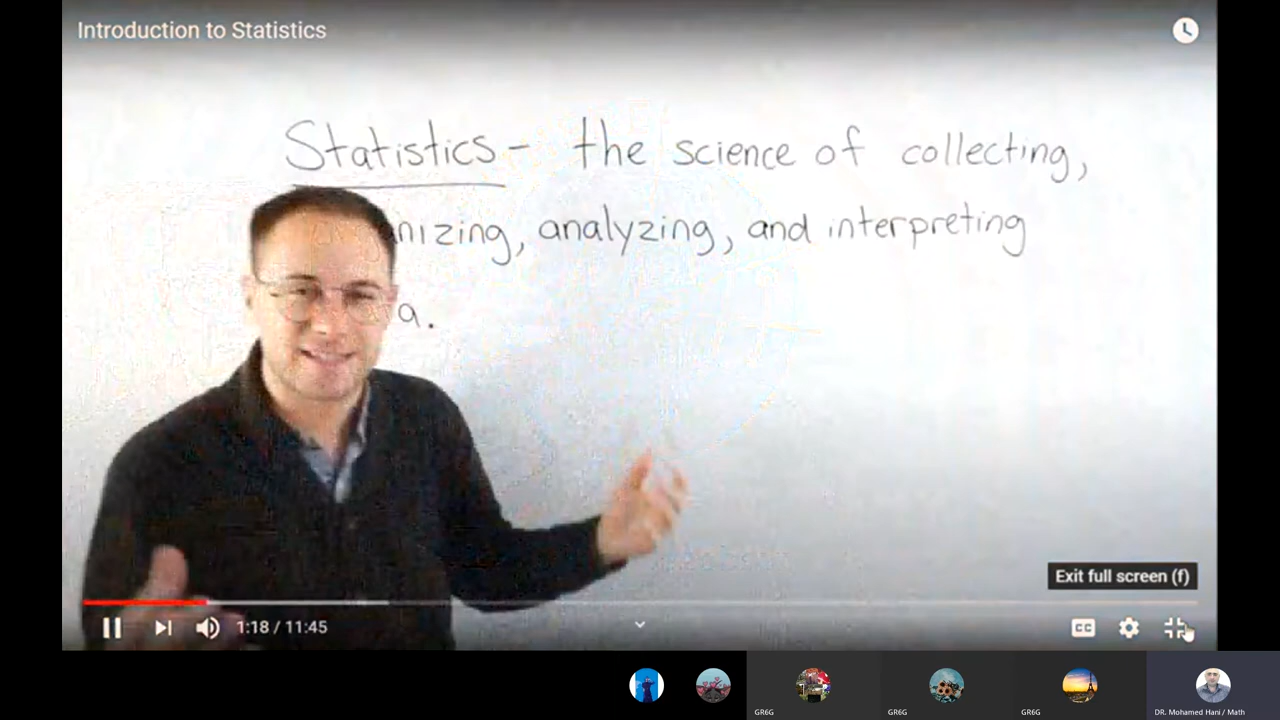 Introduction to Statistics
Statistics - the science of collecting,
nizing, analyzing, and interpreting
a.
Exit full screen (f)
1:18 / 11:45
CC
GR6G
GR6G
GR6G
DR. Mohamed Hani / Math